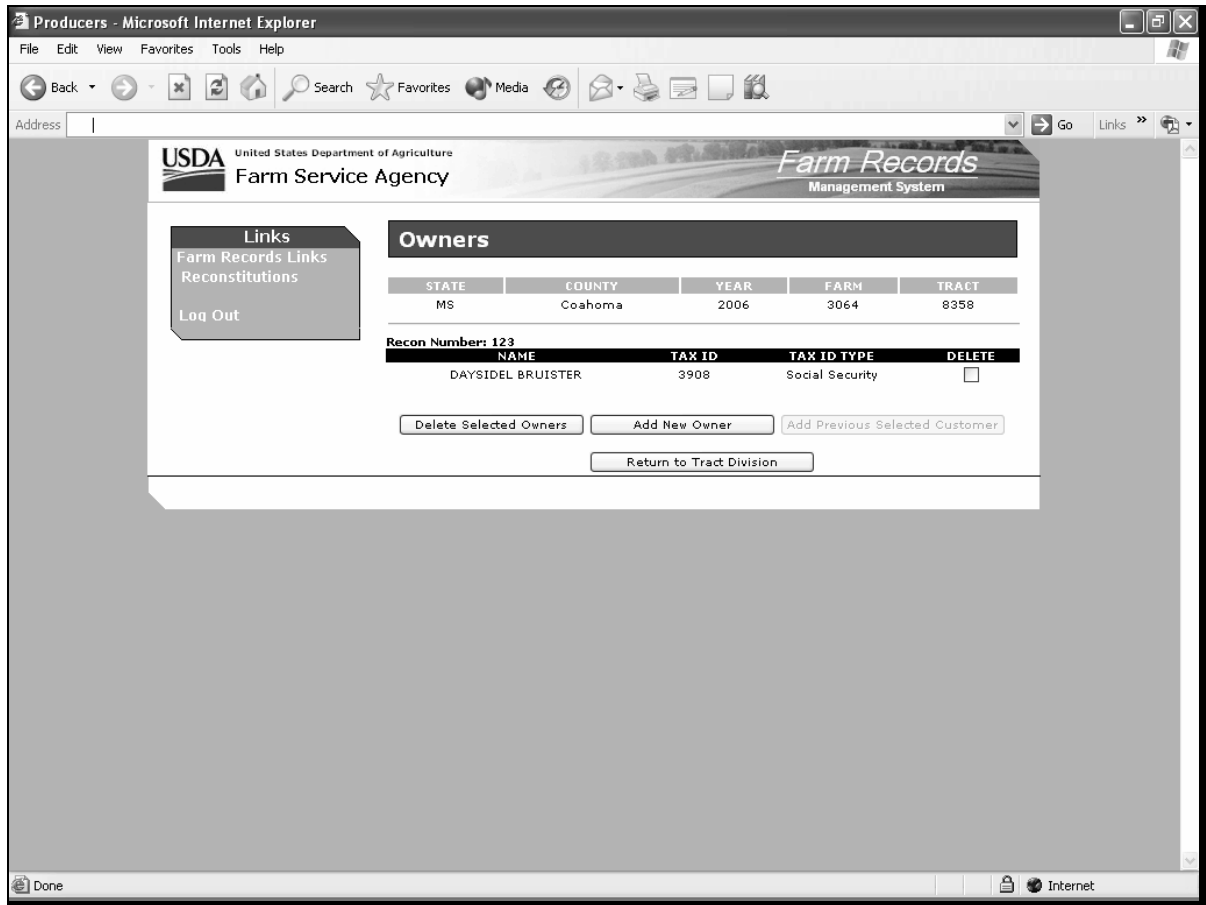 Producers - Microsoft Internet Explorer
File Edit View Favorites Tools Help
Back Search Favorites Media
Address Go Links »
USDA United States Department of Agriculture
Farm Service Agency
Farm Records
Management System
Links
Farm Records Links
Reconstitutions
Log Out
Owners
STATE COUNTY YEAR FARM TRACT
MS Coahoma 2006 3064 8358
Recon Number: 123
NAME TAX ID TAX ID TYPE DELETE
DAYSIDEL BRUISTER 3908 Social Security
Delete Selected Owners Add New Owner Add Previous Selected Customer
Return to Tract Division
Done Internet